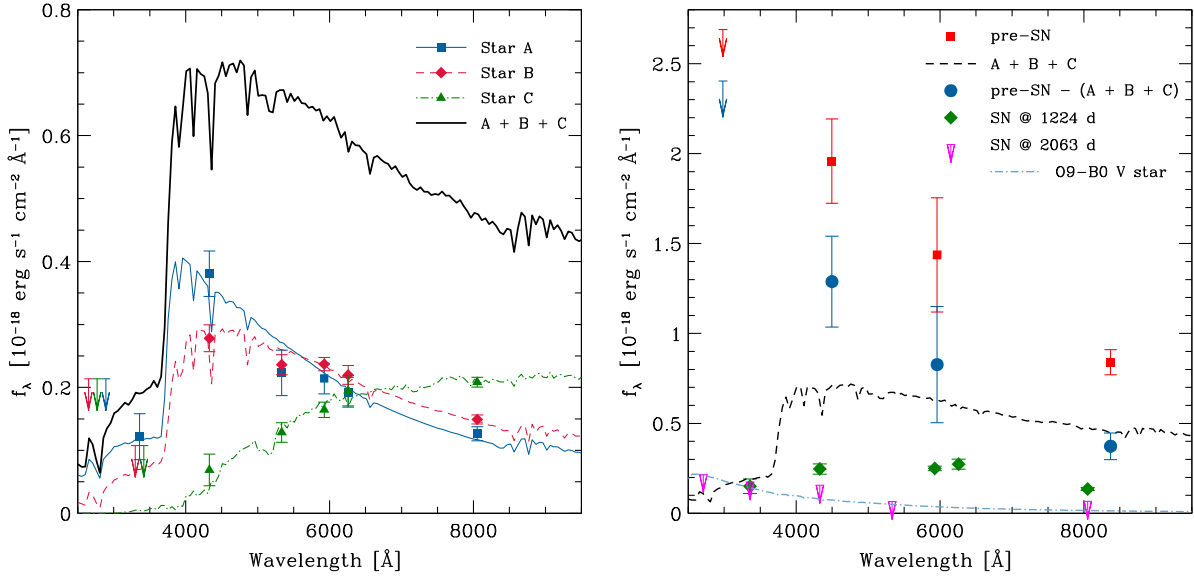 0.8
0.6
0.4
0.2
0
4000
6000
8000
Wavelength [Å]
f_λ [10⁻¹⁸ erg s⁻¹ cm⁻² Å⁻¹]
Star A
Star B
Star C
A + B + C
2.5
2
1.5
1
0.5
0
4000
6000
8000
Wavelength [Å]
f_λ [10⁻¹⁸ erg s⁻¹ cm⁻² Å⁻¹]
pre-SN
A + B + C
pre-SN - (A + B + C)
SN @ 1224 d
SN @ 2063 d
O9-B0 V star